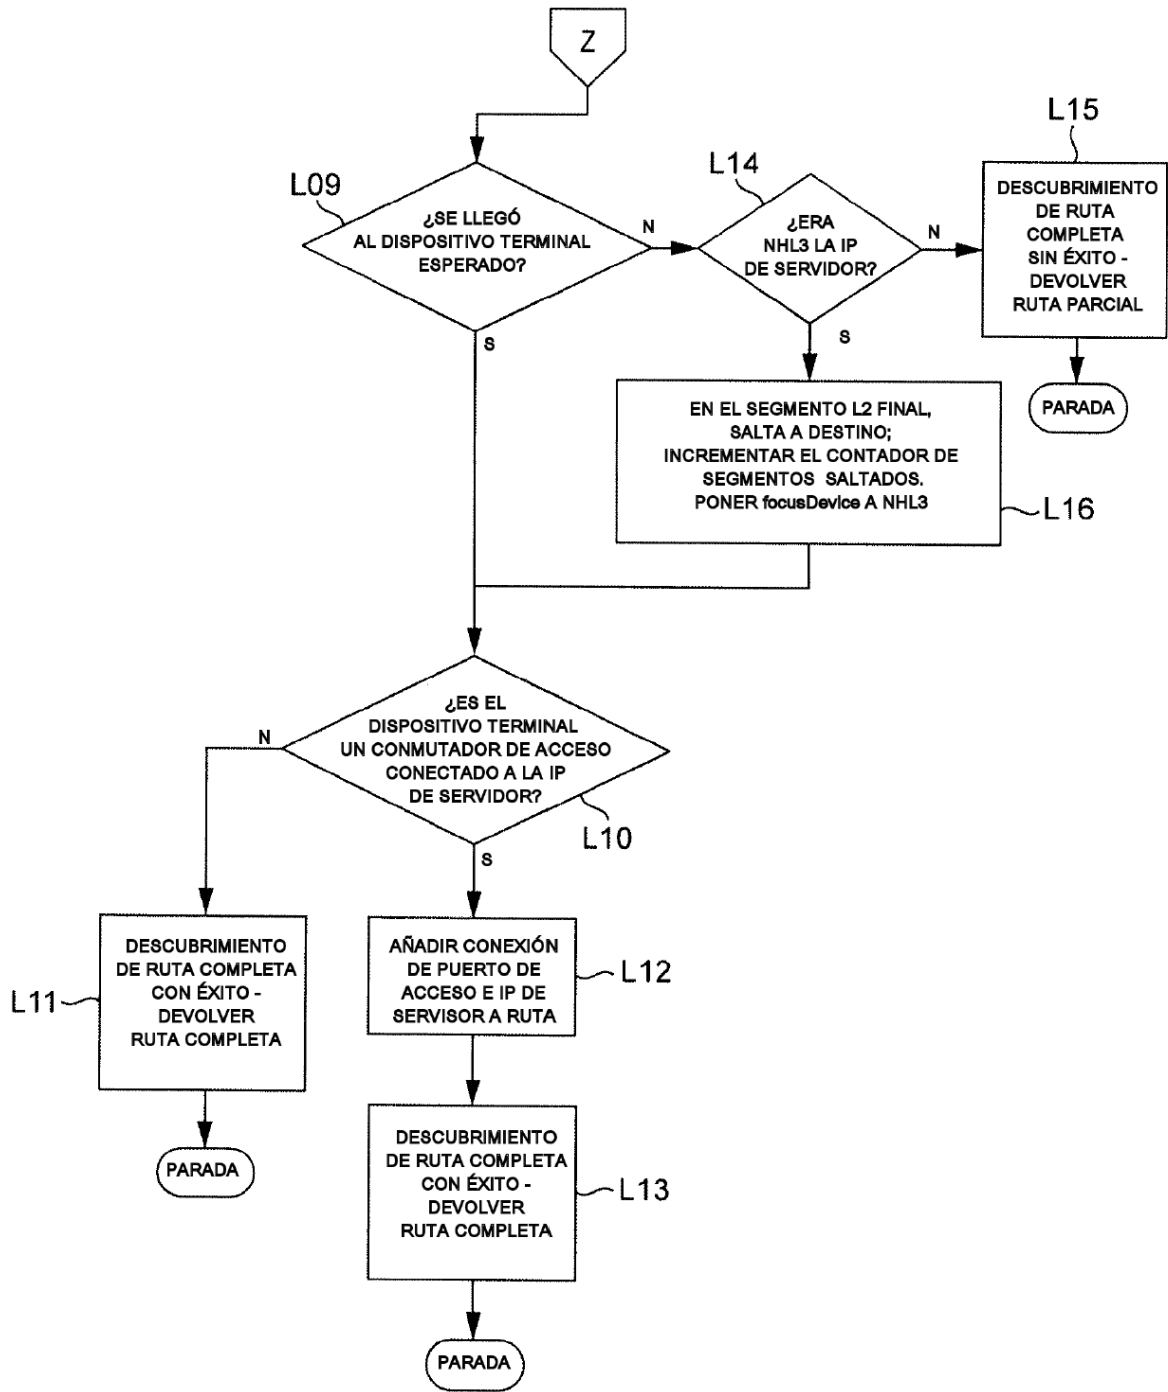 Z
L09
¿SE LLEGÓ
AL DISPOSITIVO TERMINAL
ESPERADO?
N
S
L14
¿ERA
NHL3 LA IP
DE SERVIDOR?
N
S
L15
DESCUBRIMIENTO
DE RUTA
COMPLETA
SIN ÉXITO -
DEVOLVER
RUTA PARCIAL
PARADA
EN EL SEGMENTO L2 FINAL,
SALTA A DESTINO;
INCREMENTAR EL CONTADOR DE
SEGMENTOS SALTADOS.
PONER focusDevice A NHL3
L16
¿ES EL
DISPOSITIVO TERMINAL
UN CONMUTADOR DE ACCESO
CONECTADO A LA IP
DE SERVIDOR?
N
L10
S
DESCUBRIMIENTO
DE RUTA COMPLETA
CON ÉXITO -
DEVOLVER
RUTA COMPLETA
L11
PARADA
AÑADIR CONEXIÓN
DE PUERTO DE
ACCESO E IP DE
SERVISOR A RUTA
L12
DESCUBRIMIENTO
DE RUTA COMPLETA
CON ÉXITO -
DEVOLVER
RUTA COMPLETA
L13
PARADA